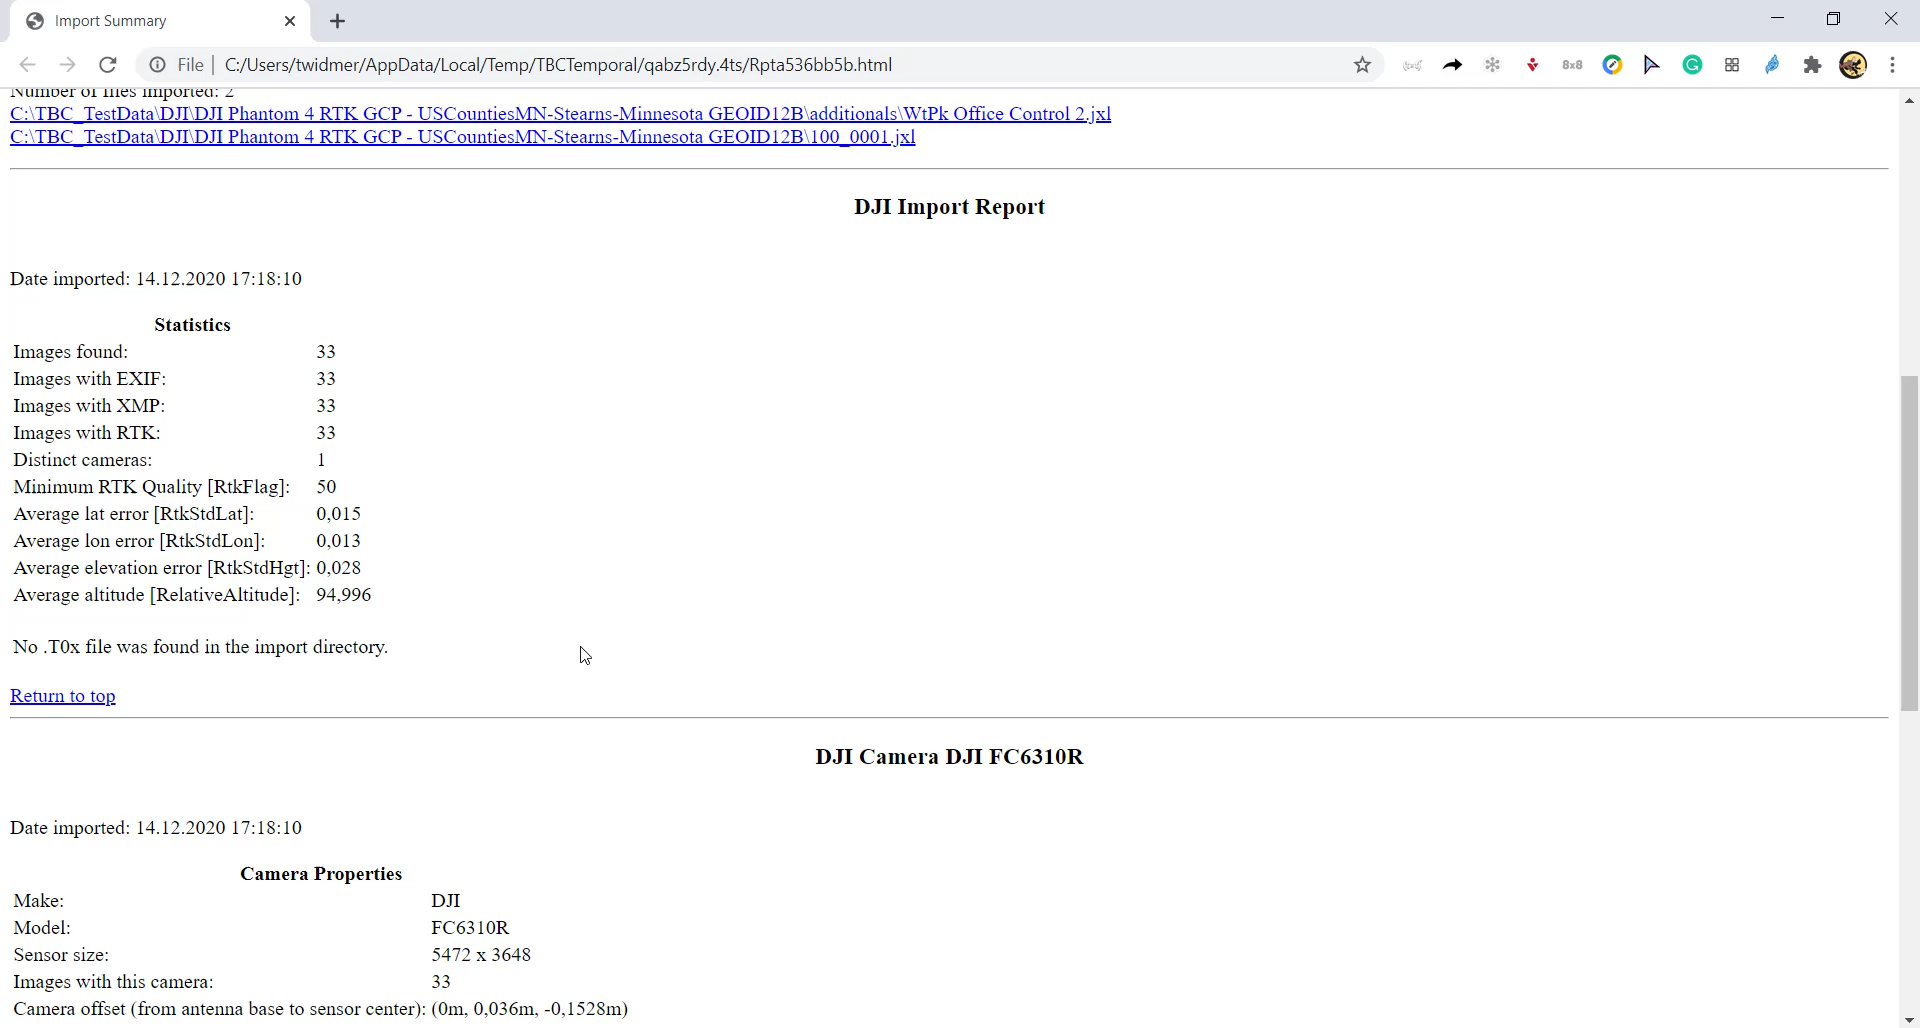 Import Summary
File
C:/Users/twidmer/AppData/Local/Temp/TBCTemporal/qabz5rdy.4ts/Rpta536bb5b.html
8x8
Number of files imported: 2
C:\TBC_TestData\DJI\DJI Phantom 4 RTK GCP - USCountiesMN-Stearns-Minnesota GEOID12B\additionals\WtPk Office Control 2.jxl
C:\TBC_TestData\DJI\DJI Phantom 4 RTK GCP - USCountiesMN-Stearns-Minnesota GEOID12B\100_0001.jxl
DJI Import Report
Date imported: 14.12.2020 17:18:10
Statistics
Images found: 33
Images with EXIF: 33
Images with XMP: 33
Images with RTK: 33
Distinct cameras: 1
Minimum RTK Quality [RtkFlag]: 50
Average lat error [RtkStdLat]: 0,015
Average lon error [RtkStdLon]: 0,013
Average elevation error [RtkStdHgt]: 0,028
Average altitude [RelativeAltitude]: 94,996
No .T0x file was found in the import directory.
Return to top
DJI Camera DJI FC6310R
Date imported: 14.12.2020 17:18:10
Camera Properties
Make: DJI
Model: FC6310R
Sensor size: 5472 x 3648
Images with this camera: 33
Camera offset (from antenna base to sensor center): (0m, 0,036m, -0,1528m)